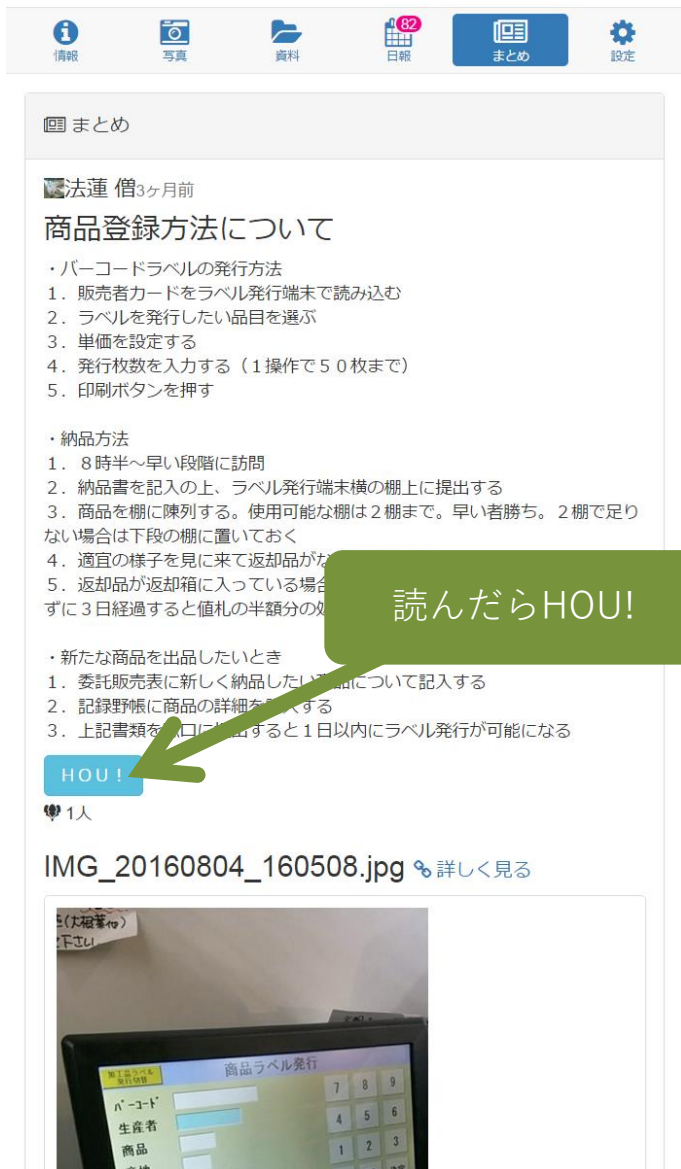 情報 写真 資料 82 日報 まとめ 設定
まとめ
法蓮 僧3ヶ月前
商品登録方法について
・バーコードラベルの発行方法
1．販売者カードをラベル発行端末で読み込む
2．ラベルを発行したい品目を選ぶ
3．単価を設定する
4．発行枚数を入力する（1操作で50枚まで）
5．印刷ボタンを押す
・納品方法
1．8時半～早い段階に訪問
2．納品書を記入の上、ラベル発行端末横の棚上に提出する
3．商品を棚に陳列する。使用可能な棚は2棚まで。早い者勝ち。2棚で足り
ない場合は下段の棚に置いておく
4．適宜の様子を見に来て返却品が
5．返却品が返却箱に入っている場合
ずに3日経過すると値札の半額分の
読んだらHOU!
・新たな商品を出品したいとき
1．委託販売表に新しく納品したい 品について記入する
2．記録野帳に商品の詳細を 入する
3．上記書類を 口に 出すると1日以内にラベル発行が可能になる
HOU！
1人
IMG_20160804_160508.jpg 詳しく見る
下さい
加工品ラベル
発行切替
商品ラベル発行
バーコード
生産者
商品
7 8 9
4 5 6
1 2 3